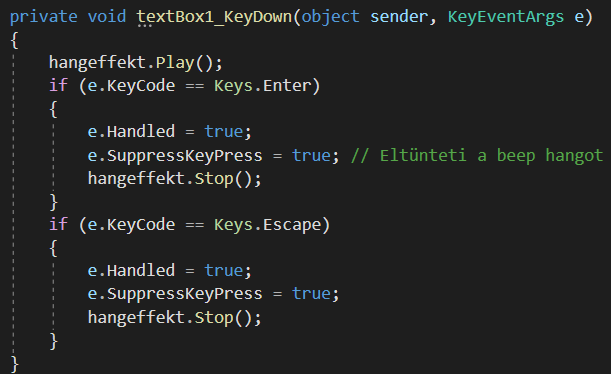 private void textBox1_KeyDown(object sender, KeyEventArgs e)
{
    hangeffekt.Play();
    if (e.KeyCode == Keys.Enter)
    {
        e.Handled = true;
        e.SuppressKeyPress = true; // Eltünteti a beep hangot
        hangeffekt.Stop();
    }
    if (e.KeyCode == Keys.Escape)
    {
        e.Handled = true;
        e.SuppressKeyPress = true;
        hangeffekt.Stop();
    }
}